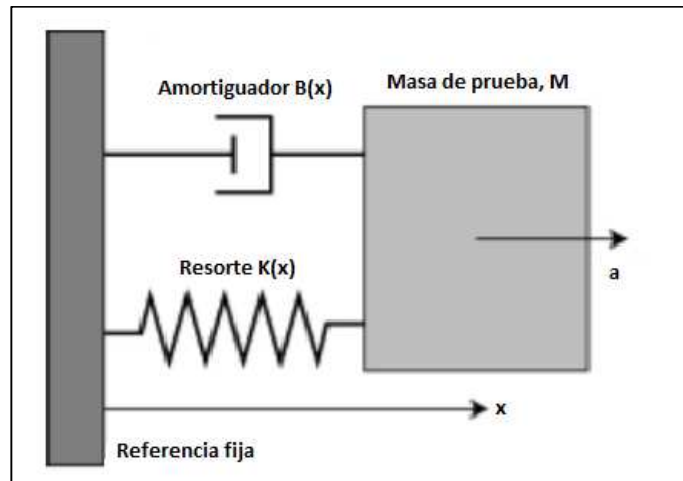 Amortiguador B(x)
Masa de prueba, M
Resorte K(x)
a
x
Referencia fija